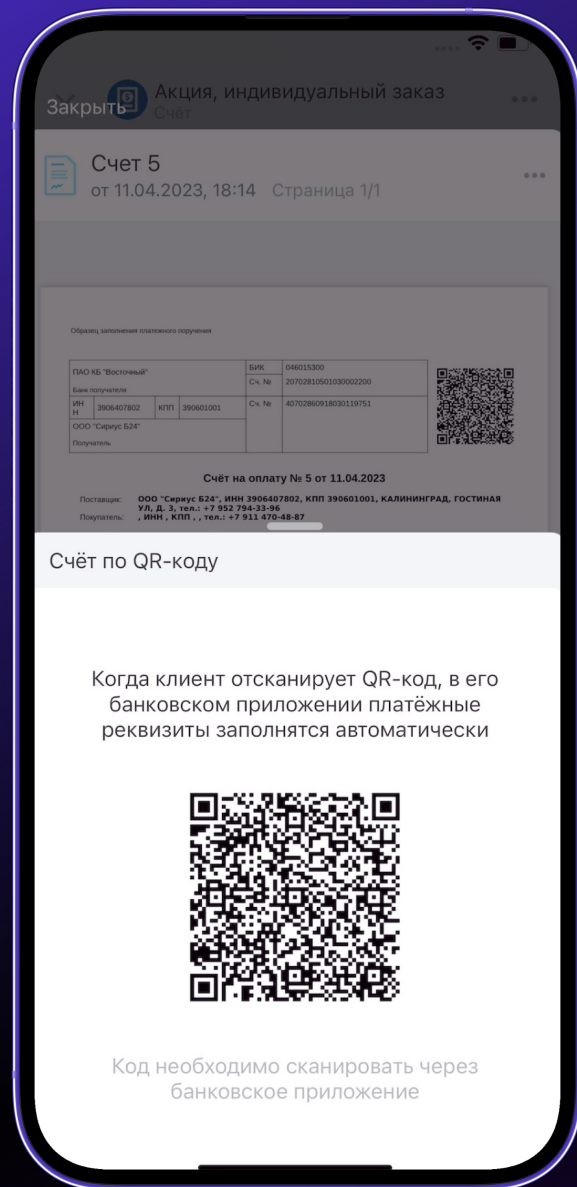 Закрыть
Акция, индивидуальный заказ
Счёт
Счет 5
от 11.04.2023, 18:14 Страница 1/1
Образец заполнения платежного поручения
ПАО КБ "Восточный"
Банк получателя
БИК 046015300
Сч. № 20702810501030002200
ИНН 3906407802 КПП 390601001 Сч. № 40702860918030119751
ООО "Сириус Б24"
Получатель
Счёт на оплату № 5 от 11.04.2023
Поставщик: ООО "Сириус Б24", ИНН 3906407802, КПП 390601001, КАЛИНИНГРАД, ГОСТИНАЯ
УЛ, Д. 3, тел.: +7 952 794-33-96
Покупатель: , ИНН , КПП , , тел.: +7 911 470-48-87
Счёт по QR-коду
Когда клиент отсканирует QR-код, в его
банковском приложении платёжные
реквизиты заполнятся автоматически
Код необходимо сканировать через
банковское приложение